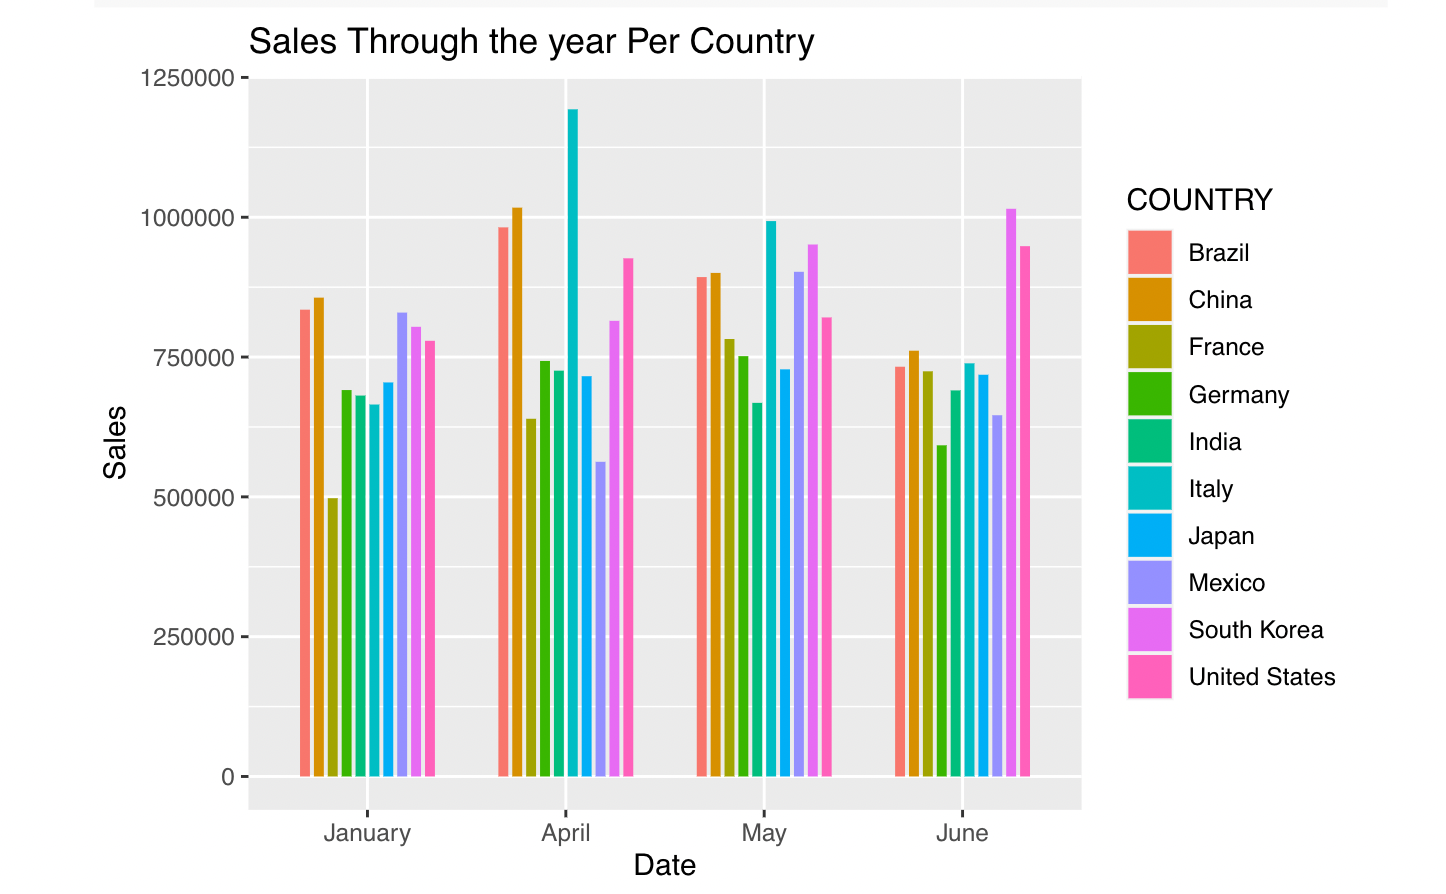 Sales Through the year Per Country
1250000
1000000
750000
500000
250000
0
Sales
January April May June
Date
COUNTRY
Brazil
China
France
Germany
India
Italy
Japan
Mexico
South Korea
United States